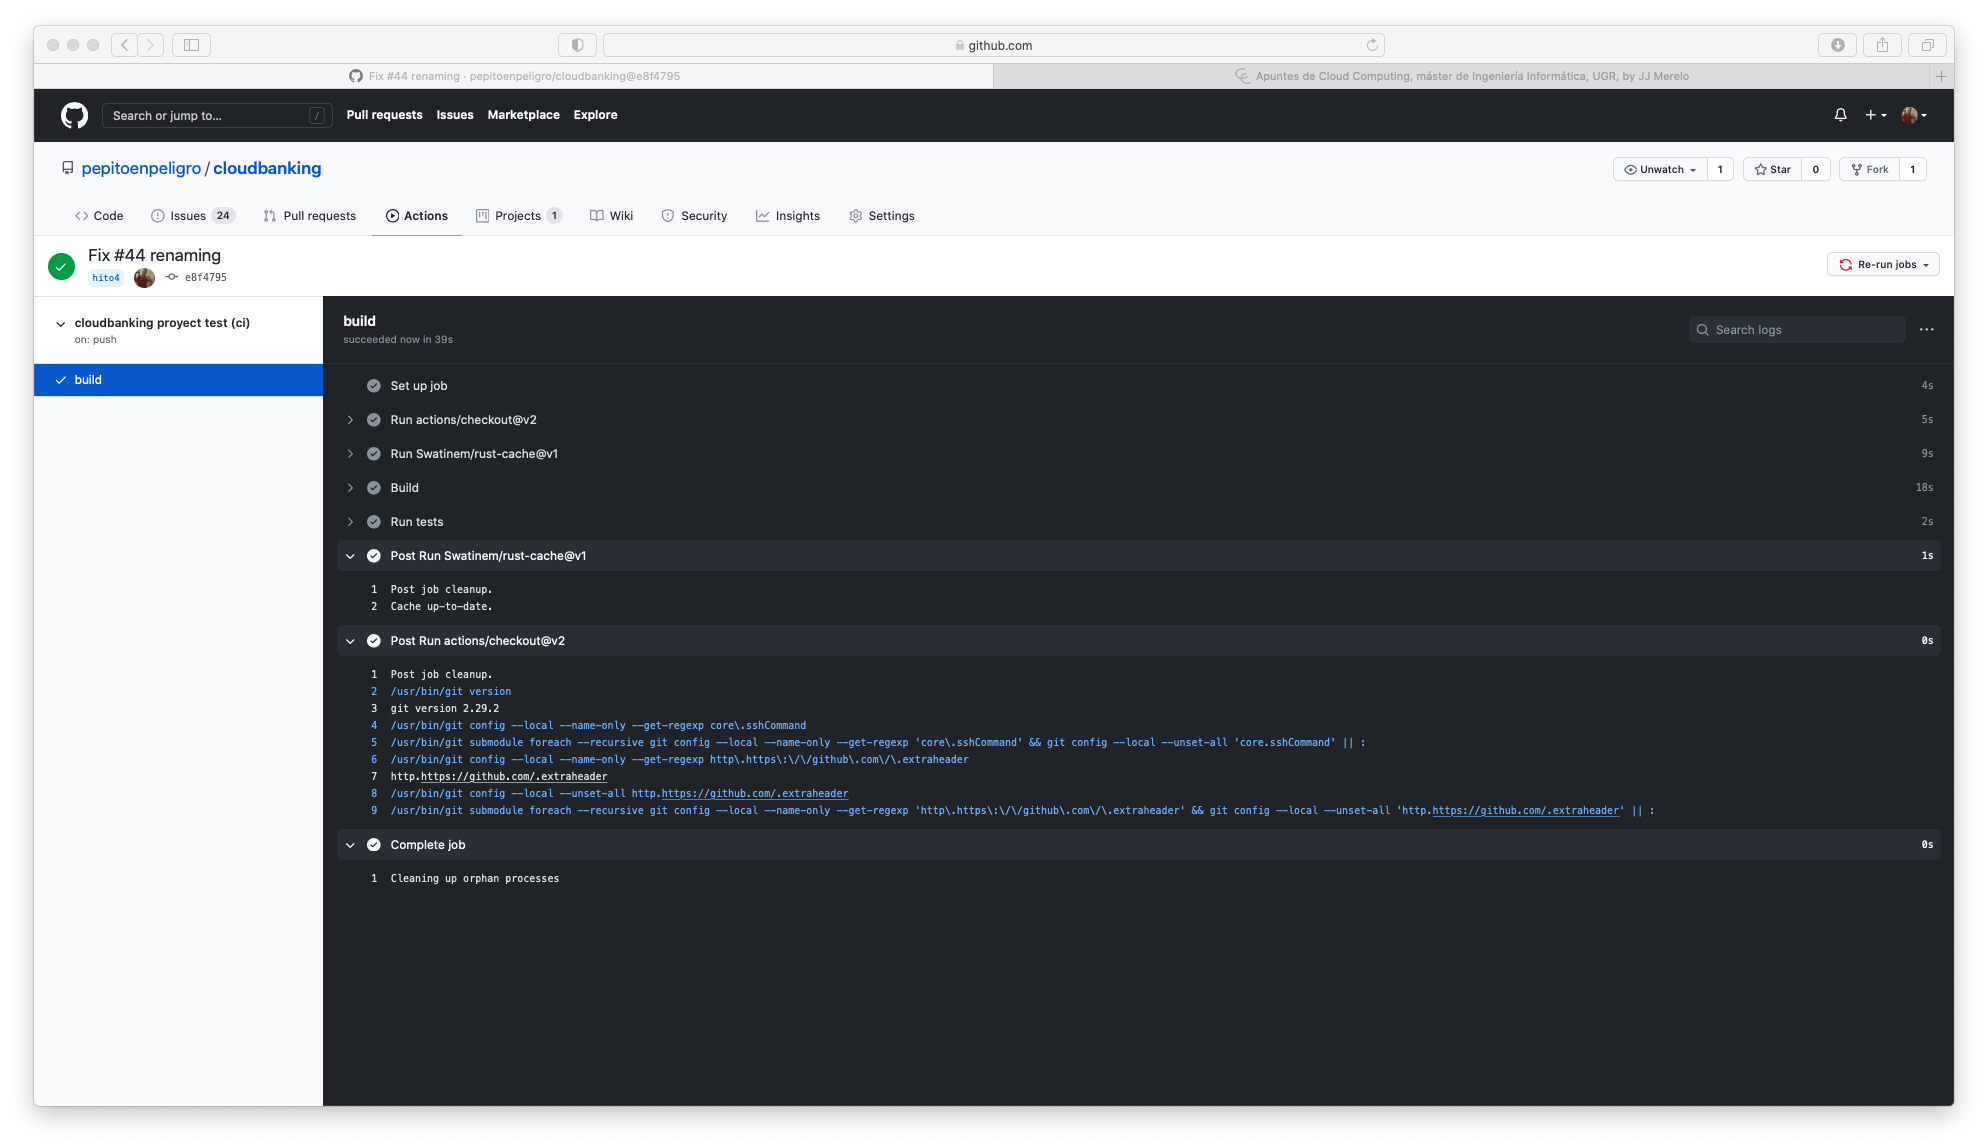 github.com
Fix #44 renaming · pepitoenpeligro/cloudbanking@e8f4795
Apuntes de Cloud Computing, máster de Ingeniería Informática, UGR, by JJ Merelo
Search or jump to... /
Pull requests Issues Marketplace Explore
pepitoenpeligro / cloudbanking
Unwatch 1 Star 0 Fork 1
Code Issues 24 Pull requests Actions Projects 1 Wiki Security Insights Settings
Fix #44 renaming
hito4 e8f4795
Re-run jobs
cloudbanking proyect test (ci)
on: push
build
build
succeeded now in 39s
Search logs
Set up job 4s
Run actions/checkout@v2 5s
Run Swatinem/rust-cache@v1 9s
Build 18s
Run tests 2s
Post Run Swatinem/rust-cache@v1 1s
1 Post job cleanup.
2 Cache up-to-date.
Post Run actions/checkout@v2 0s
1 Post job cleanup.
2 /usr/bin/git version
3 git version 2.29.2
4 /usr/bin/git config --local --name-only --get-regexp core\.sshCommand
5 /usr/bin/git submodule foreach --recursive git config --local --name-only --get-regexp 'core\.sshCommand' && git config --local --unset-all 'core.sshCommand' || :
6 /usr/bin/git config --local --name-only --get-regexp http\.https\:\/\/github\.com\/\.extraheader
7 http.https://github.com/.extraheader
8 /usr/bin/git config --local --unset-all http.https://github.com/.extraheader
9 /usr/bin/git submodule foreach --recursive git config --local --name-only --get-regexp 'http\.https\:\/\/github\.com\/\.extraheader' && git config --local --unset-all 'http.https://github.com/.extraheader' || :
Complete job 0s
1 Cleaning up orphan processes